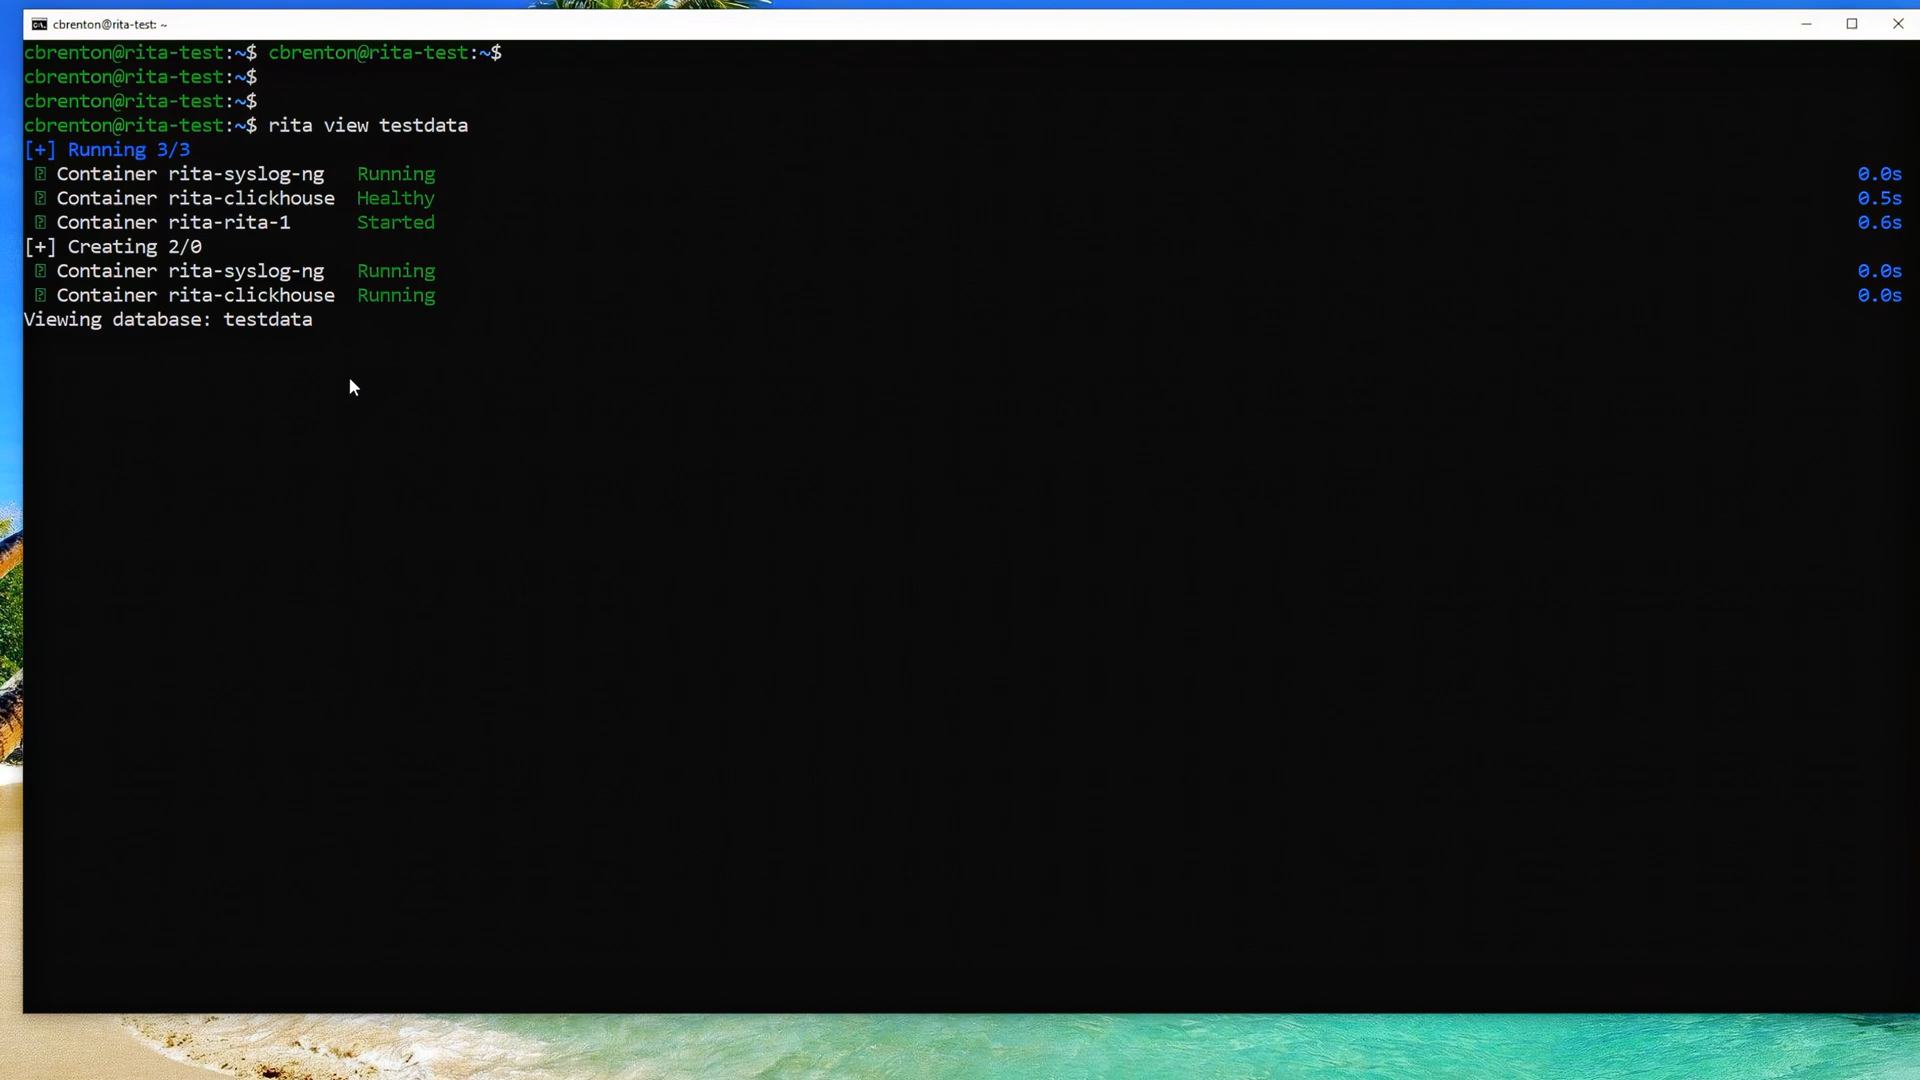 cbrenton@rita-test: ~
cbrenton@rita-test:~$ cbrenton@rita-test:~$
cbrenton@rita-test:~$
cbrenton@rita-test:~$
cbrenton@rita-test:~$ rita view testdata
[+] Running 3/3
Container rita-syslog-ng Running 0.0s
Container rita-clickhouse Healthy 0.5s
Container rita-rita-1 Started 0.6s
[+] Creating 2/0
Container rita-syslog-ng Running 0.0s
Container rita-clickhouse Running 0.0s
Viewing database: testdata